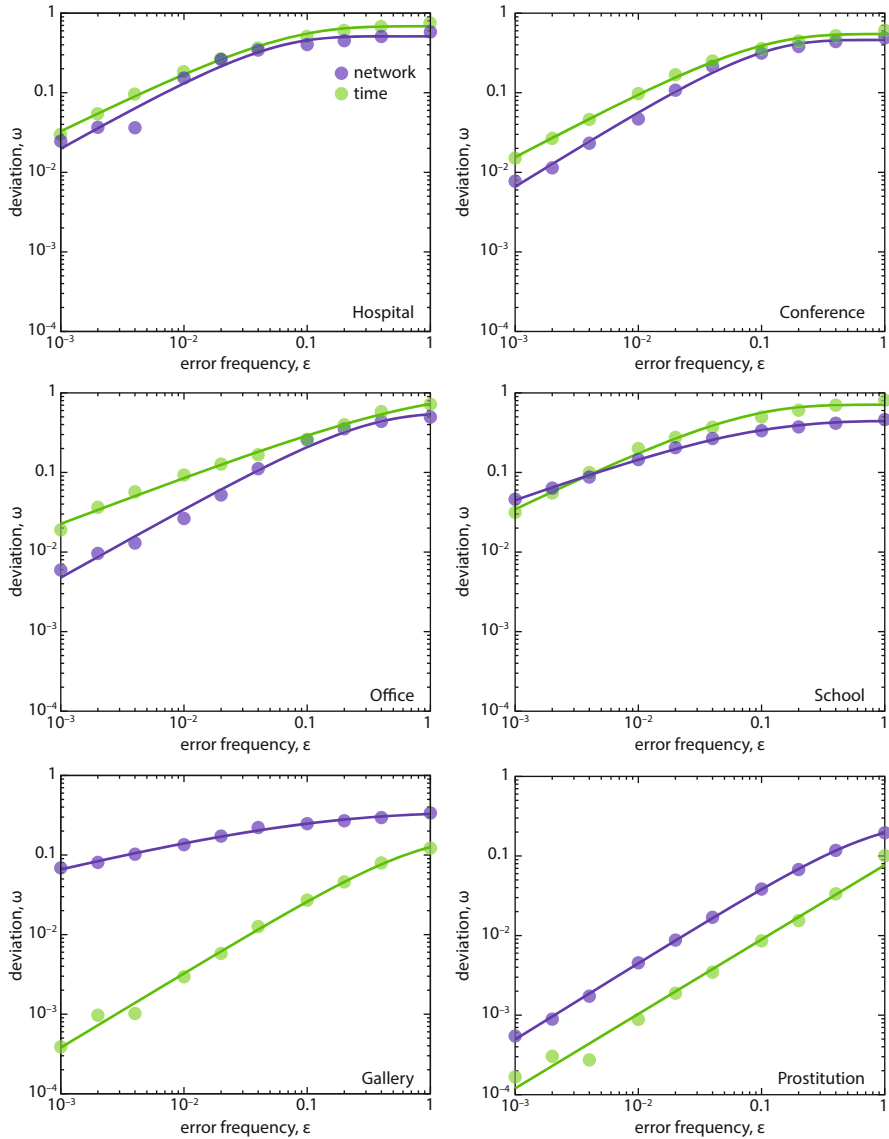 1
0.1
10⁻²
10⁻³
10⁻⁴
deviation, ω
network
time
Hospital
10⁻³
10⁻²
0.1
1
error frequency, ε
1
0.1
10⁻²
10⁻³
10⁻⁴
deviation, ω
Conference
10⁻³
10⁻²
0.1
1
error frequency, ε
1
0.1
10⁻²
10⁻³
10⁻⁴
deviation, ω
Office
10⁻³
10⁻²
0.1
1
error frequency, ε
1
0.1
10⁻²
10⁻³
10⁻⁴
deviation, ω
School
10⁻³
10⁻²
0.1
1
error frequency, ε
1
0.1
10⁻²
10⁻³
10⁻⁴
deviation, ω
Gallery
10⁻³
10⁻²
0.1
1
error frequency, ε
1
0.1
10⁻²
10⁻³
10⁻⁴
deviation, ω
Prostitution
10⁻³
10⁻²
0.1
1
error frequency, ε